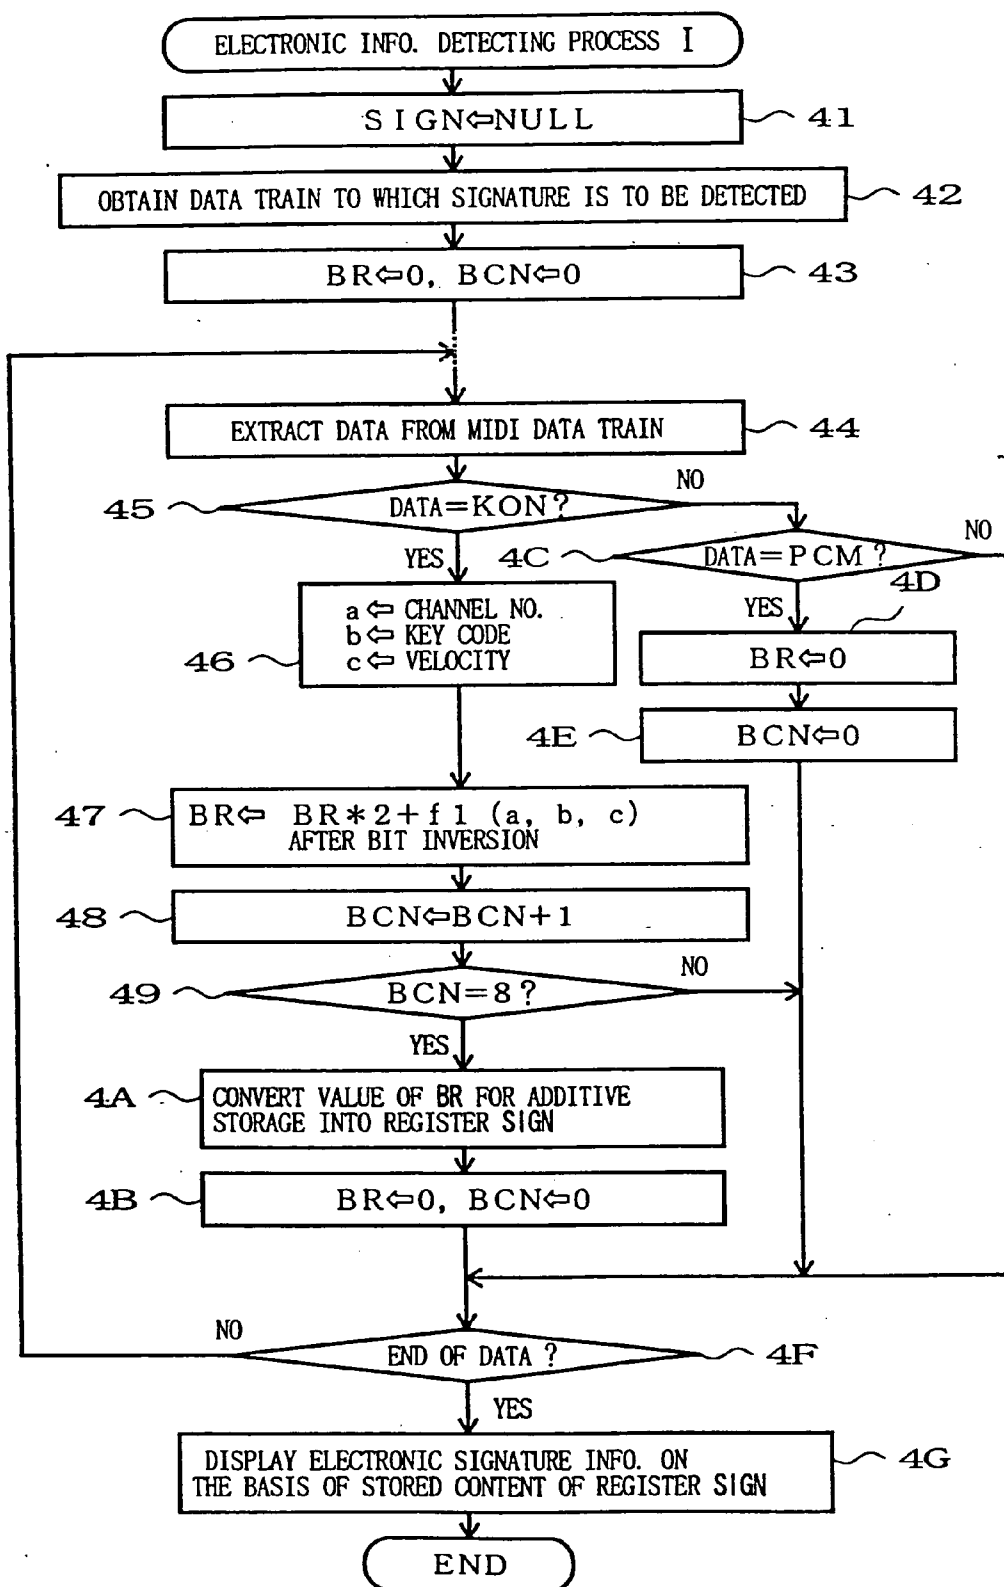 ELECTRONIC INFO. DETECTING PROCESS I
SIGN⇦NULL
41
OBTAIN DATA TRAIN TO WHICH SIGNATURE IS TO BE DETECTED
42
BR⇦0, BCN⇦0
43
EXTRACT DATA FROM MIDI DATA TRAIN
44
45
DATA=KON?
NO
YES
4C
DATA=PCM?
NO
4D
YES
a⇦ CHANNEL NO.
b⇦ KEY CODE
c⇦ VELOCITY
46
BR⇦0
4E
BCN⇦0
47
BR⇦ BR*2+f1 (a, b, c)
AFTER BIT INVERSION
48
BCN⇦BCN+1
49
BCN=8?
NO
YES
4A
CONVERT VALUE OF BR FOR ADDITIVE
STORAGE INTO REGISTER SIGN
4B
BR⇦0, BCN⇦0
NO
END OF DATA ?
4F
YES
DISPLAY ELECTRONIC SIGNATURE INFO. ON
THE BASIS OF STORED CONTENT OF REGISTER SIGN
4G
END